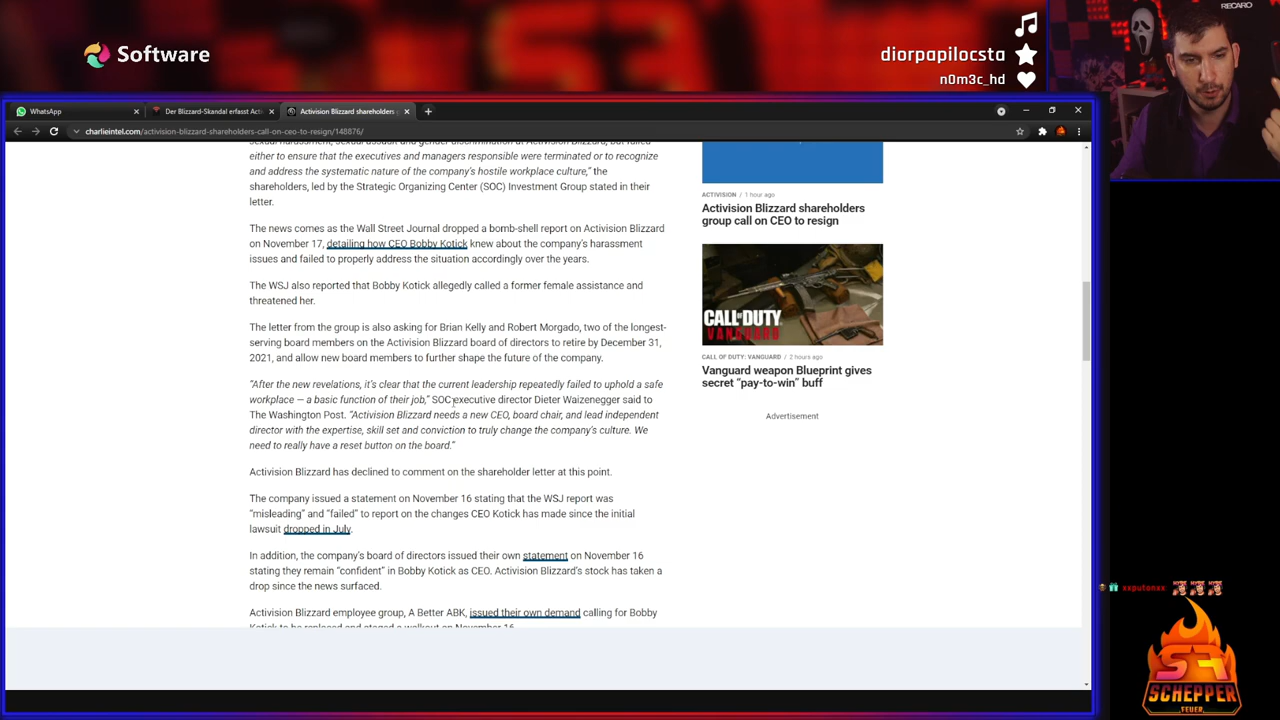 RECARO
Software
diorpapilocsta
n0m3c_hd
WhatsApp
Der Blizzard-Skandal erfasst Acti
Activision Blizzard shareholders
charlieintel.com/activision-blizzard-shareholders-call-on-ceo-to-resign/148876/
sexual harassment, sexual assault and gender discrimination at Activision Blizzard, but failed
either to ensure that the executives and managers responsible were terminated or to recognize
and address the systematic nature of the company's hostile workplace culture,” the
shareholders, led by the Strategic Organizing Center (SOC) Investment Group stated in their
letter.
The news comes as the Wall Street Journal dropped a bomb-shell report on Activision Blizzard
on November 17, detailing how CEO Bobby Kotick knew about the company's harassment
issues and failed to properly address the situation accordingly over the years.
The WSJ also reported that Bobby Kotick allegedly called a former female assistance and
threatened her.
The letter from the group is also asking for Brian Kelly and Robert Morgado, two of the longest-
serving board members on the Activision Blizzard board of directors to retire by December 31,
2021, and allow new board members to further shape the future of the company.
“After the new revelations, it's clear that the current leadership repeatedly failed to uphold a safe
workplace — a basic function of their job,” SOC executive director Dieter Waizenegger said to
The Washington Post. “Activision Blizzard needs a new CEO, board chair, and lead independent
director with the expertise, skill set and conviction to truly change the company's culture. We
need to really have a reset button on the board.”
Activision Blizzard has declined to comment on the shareholder letter at this point.
The company issued a statement on November 16 stating that the WSJ report was
“misleading” and “failed” to report on the changes CEO Kotick has made since the initial
lawsuit dropped in July.
In addition, the company's board of directors issued their own statement on November 16
stating they remain “confident” in Bobby Kotick as CEO. Activision Blizzard's stock has taken a
drop since the news surfaced.
Activision Blizzard employee group, A Better ABK, issued their own demand calling for Bobby
Kotick to be replaced and staged a walkout on November 16.
ACTIVISION / 1 hour ago
Activision Blizzard shareholders
group call on CEO to resign
CALL OF DUTY
VANGUARD
CALL OF DUTY: VANGUARD / 2 hours ago
Vanguard weapon Blueprint gives
secret “pay-to-win” buff
Advertisement
xxputonxx
HYPE HYPE HYPE
SF
SCHEPPER
FEUER